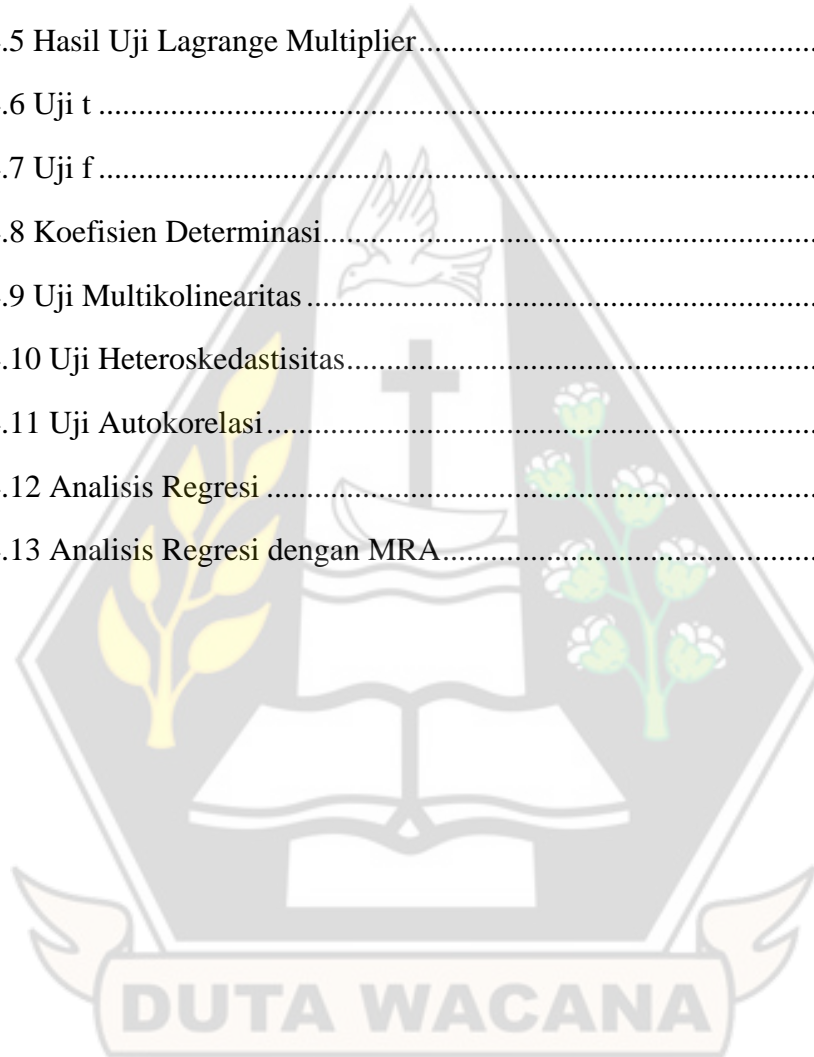 .5 Hasil Uji Lagrange Multiplier....................................................
.6 Uji t ..........................................................................................
.7 Uji f ..........................................................................................
.8 Koefisien Determinasi...............................................................
.9 Uji Multikolinearitas .................................................................
.10 Uji Heteroskedastisitas............................................................
.11 Uji Autokorelasi.......................................................................
.12 Analisis Regresi .......................................................................
.13 Analisis Regresi dengan MRA................................................
DUTA WACANA